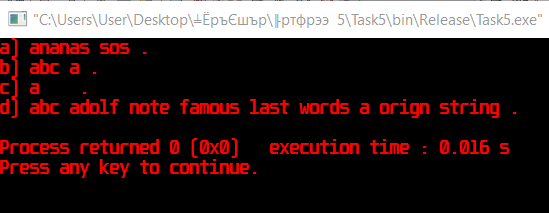 "C:\Users\User\Desktop\╧ЁръЄшър\╟ртфрээ 5\Task5\bin\Release\Task5.exe"
a) ananas sos .
b) abc a .
c) a    .
d) abc adolf note famous last words a orign string .
Process returned 0 (0x0)   execution time : 0.016 s
Press any key to continue.